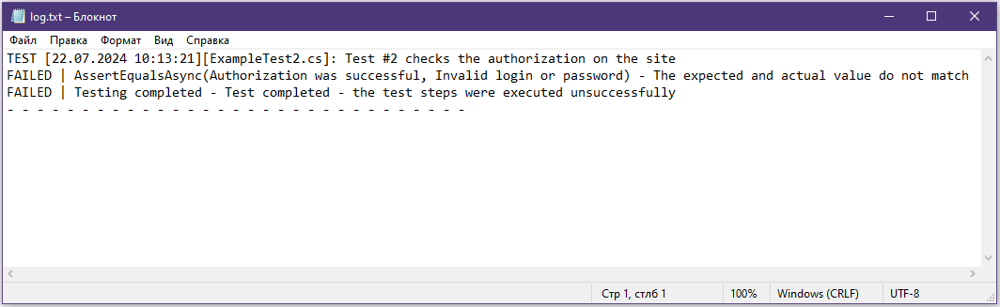 log.txt – Блокнот
Файл Правка Формат Вид Справка
TEST [22.07.2024 10:13:21][ExampleTest2.cs]: Test #2 checks the authorization on the site
FAILED | AssertEqualsAsync(Authorization was successful, Invalid login or password) - The expected and actual value do not match
FAILED | Testing completed - Test completed - the test steps were executed unsuccessfully
- - - - - - - - - - - - - - - - - - - - - - - - - - - - - - -
Стр 1, стлб 1 100% Windows (CRLF) UTF-8